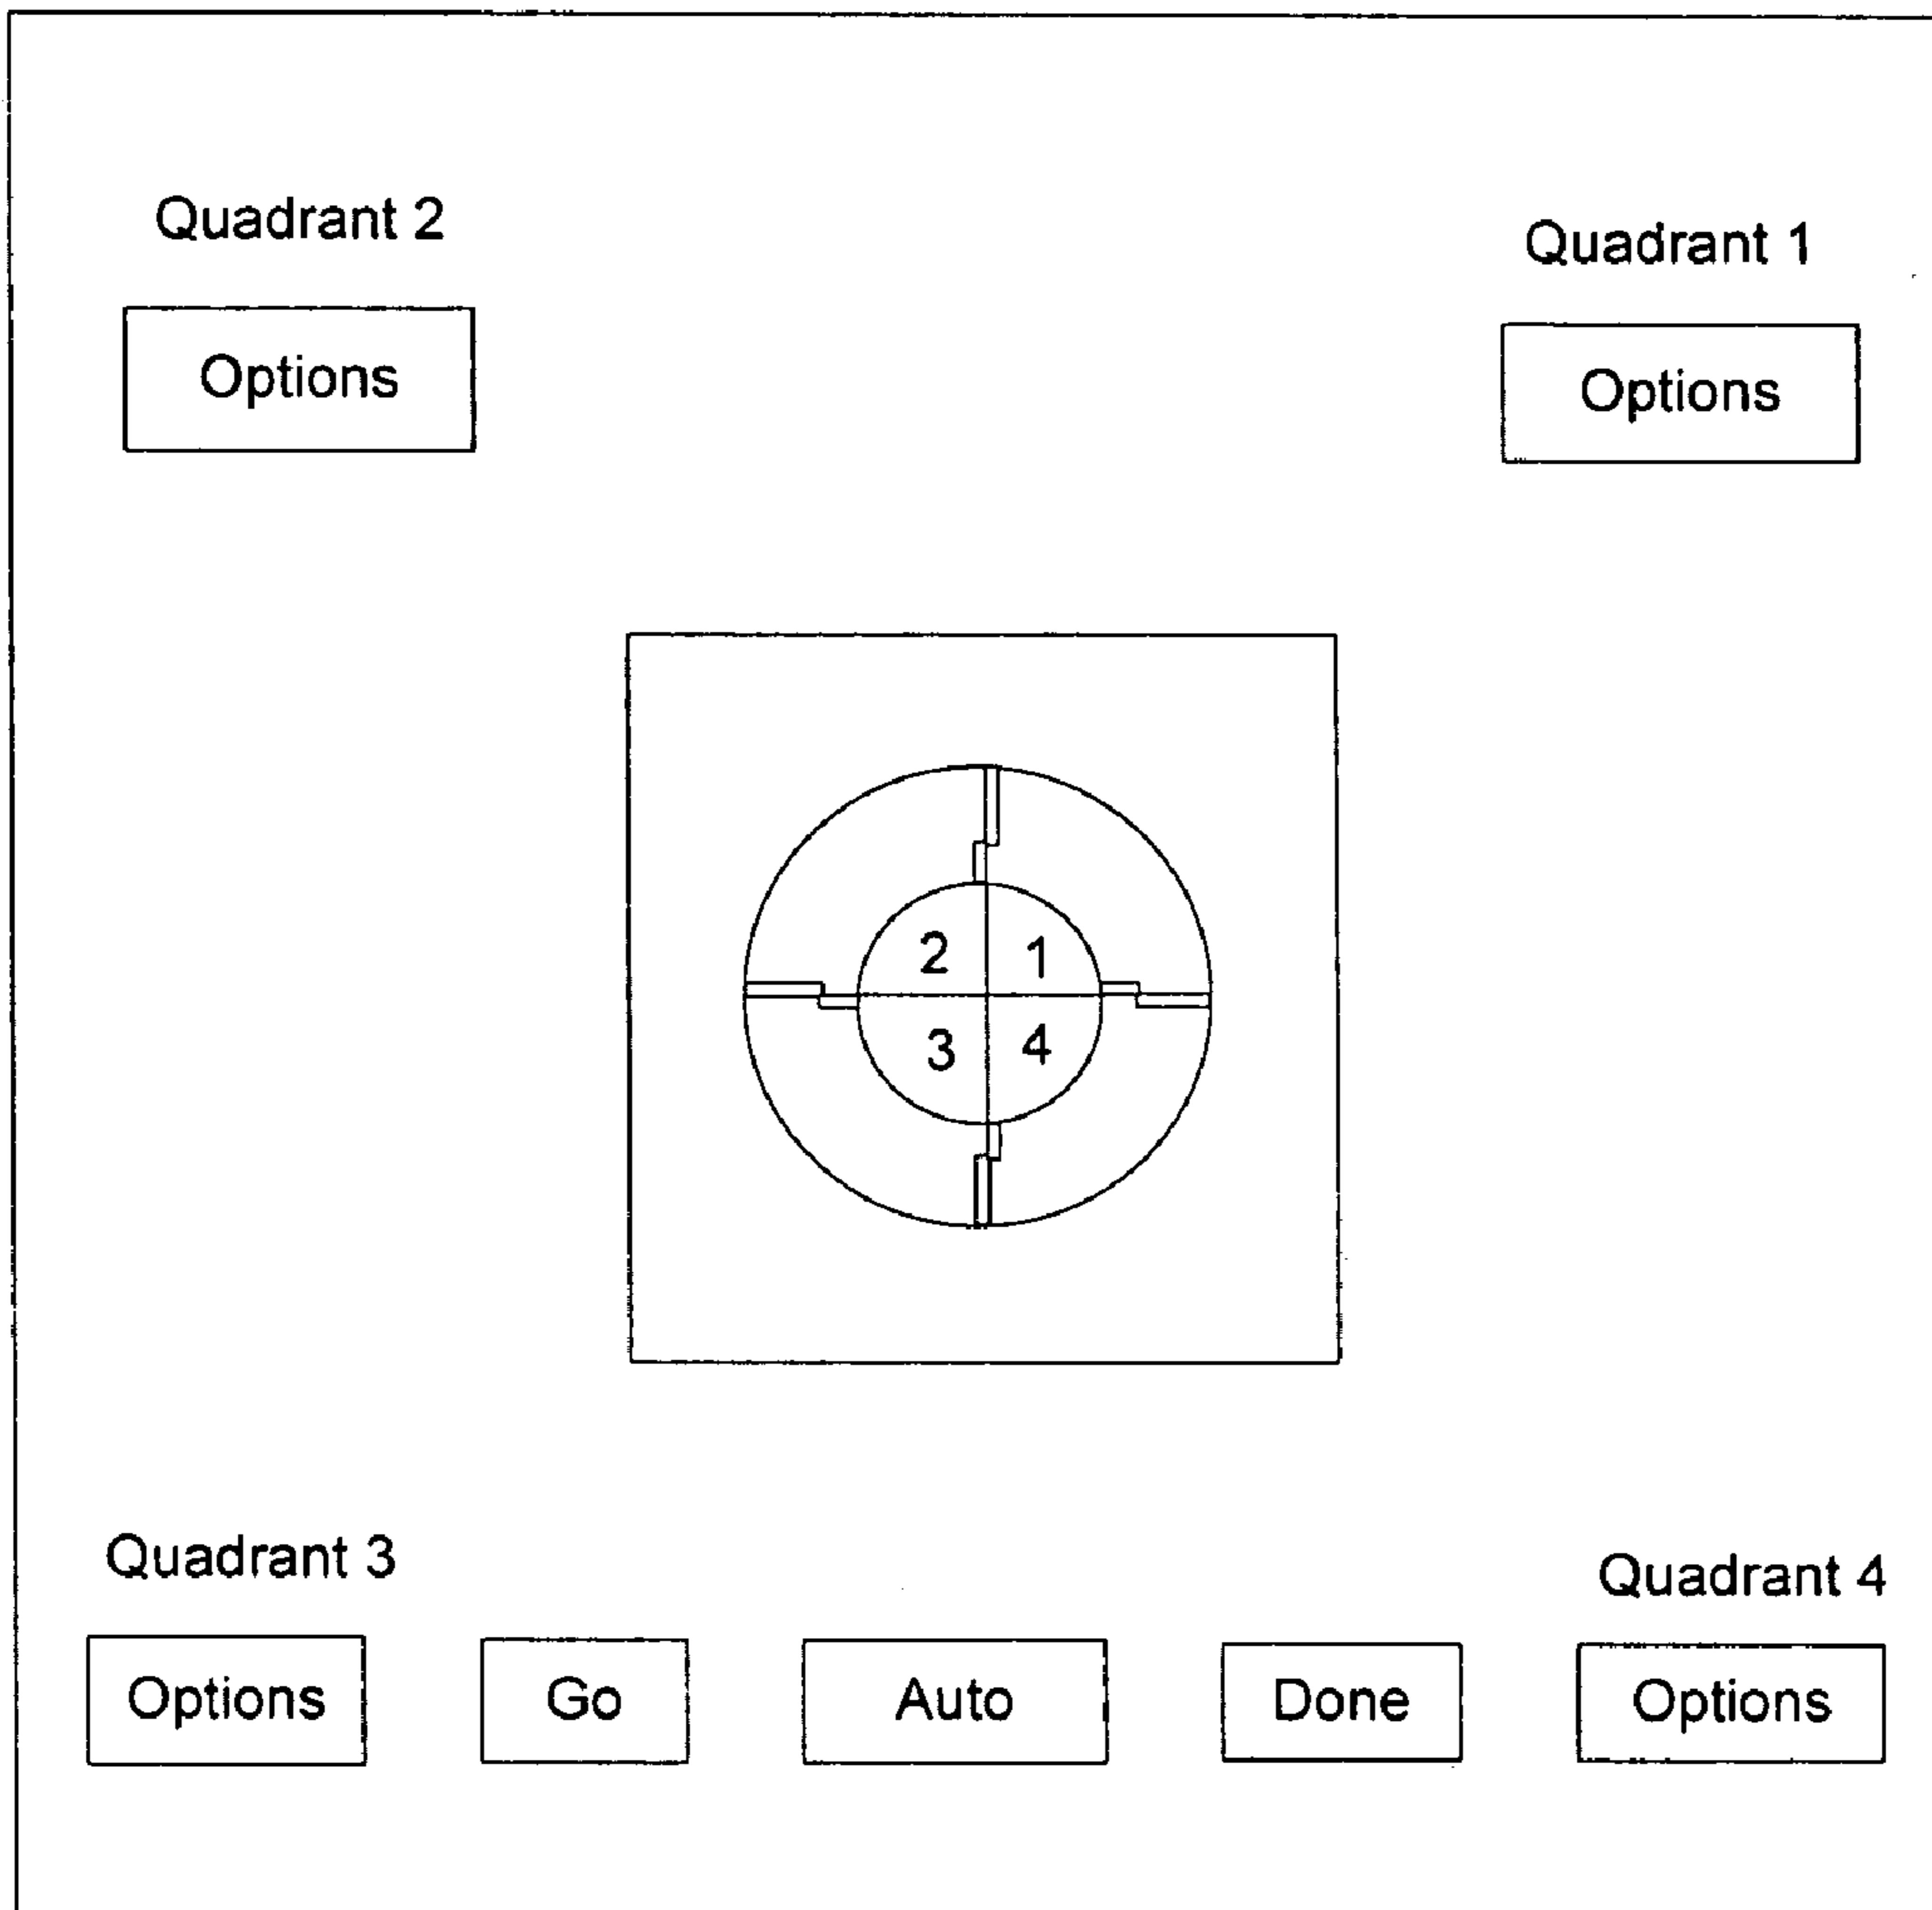 Quadrant 2
Quadrant 1
Options
Options
2 1
3 4
Quadrant 3
Quadrant 4
Options Go Auto Done Options